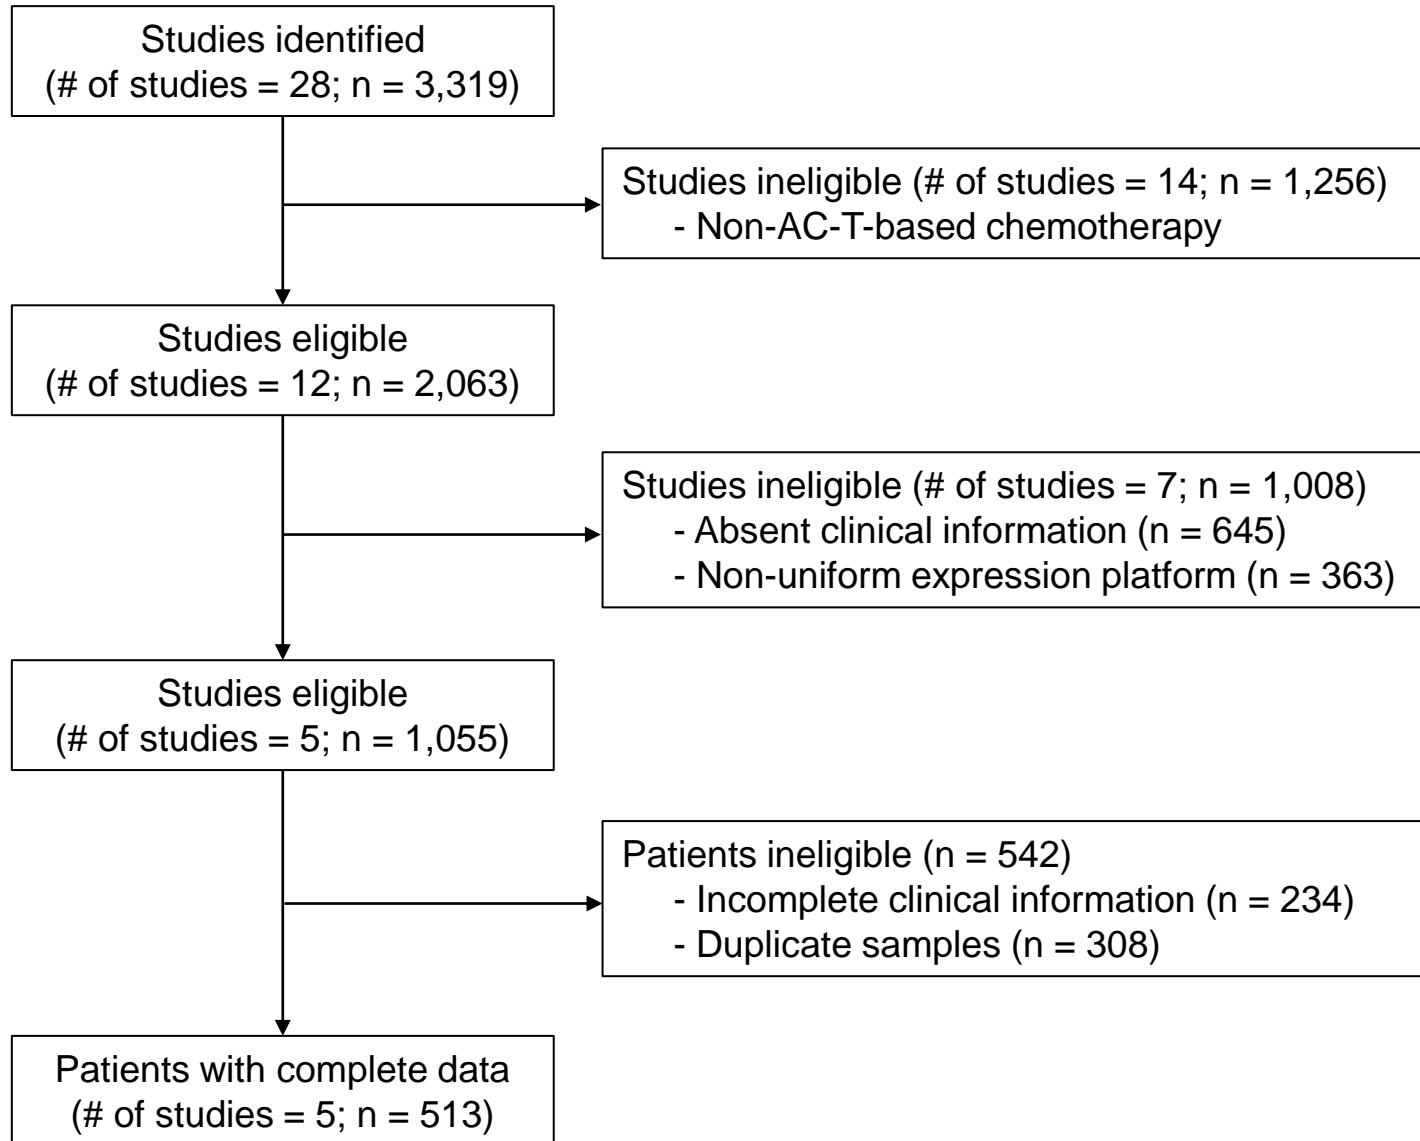 Studies identified
(# of studies = 28; n = 3,319)
Studies ineligible (# of studies = 14; n = 1,256)
- Non-AC-T-based chemotherapy
Studies eligible
(# of studies = 12; n = 2,063)
Studies ineligible (# of studies = 7; n = 1,008)
- Absent clinical information (n = 645)
- Non-uniform expression platform (n = 363)
Studies eligible
(# of studies = 5; n = 1,055)
Patients ineligible (n = 542)
- Incomplete clinical information (n = 234)
- Duplicate samples (n = 308)
Patients with complete data
(# of studies = 5; n = 513)